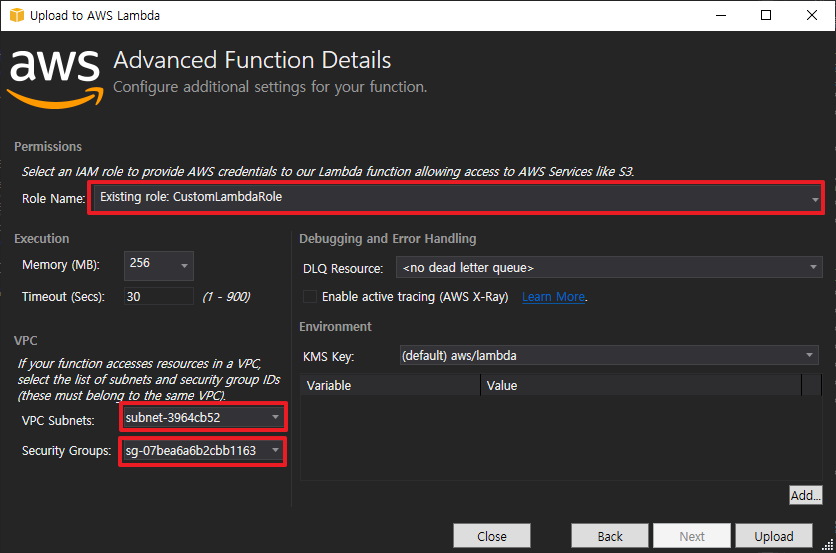 Upload to AWS Lambda
aws
Advanced Function Details
Configure additional settings for your function.
Permissions
Select an IAM role to provide AWS credentials to our Lambda function allowing access to AWS Services like S3.
Role Name: Existing role: CustomLambdaRole
Execution
Memory (MB): 256
Timeout (Secs): 30 (1 - 900)
VPC
If your function accesses resources in a VPC,
select the list of subnets and security group IDs
(these must belong to the same VPC).
VPC Subnets: subnet-3964cb52
Security Groups: sg-07bea6a6b2cbb1163
Debugging and Error Handling
DLQ Resource: <no dead letter queue>
Enable active tracing (AWS X-Ray) Learn More.
Environment
KMS Key: (default) aws/lambda
Variable Value
Add...
Close Back Next Upload